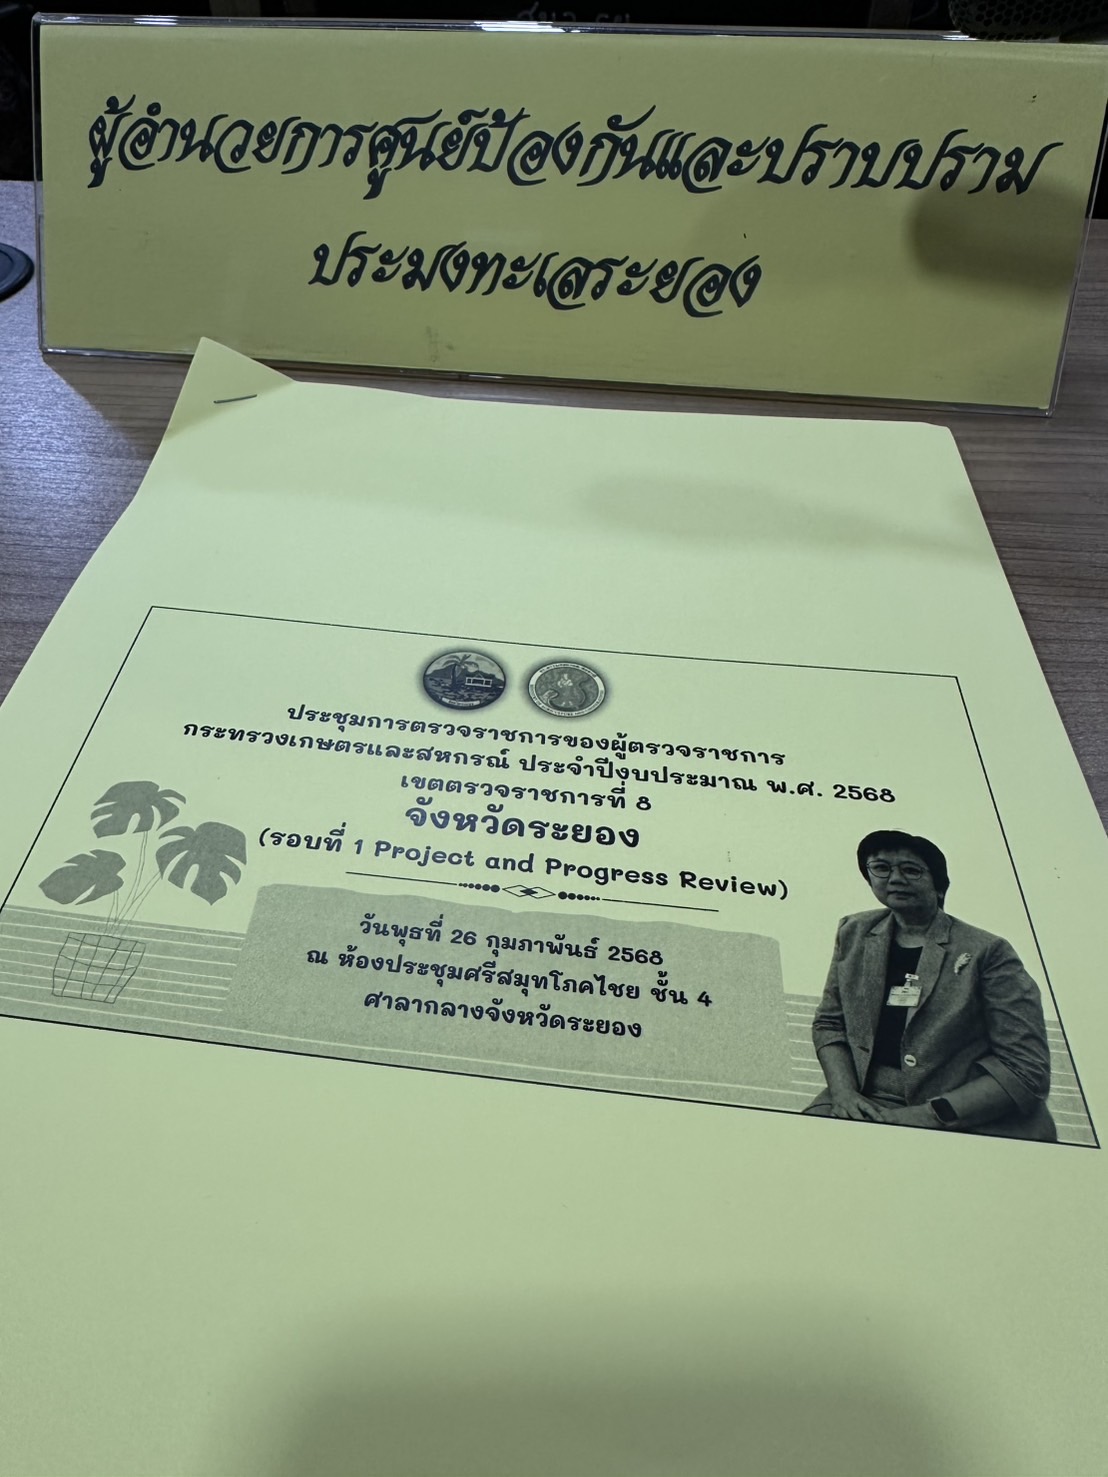 ผู้อำนวยการศูนย์ป้องกันและปราบปราม
ประมงทะเลระยอง
ประชุมการตรวจราชการของผู้ตรวจราชการ
กระทรวงเกษตรและสหกรณ์ ประจำปีงบประมาณ พ.ศ. 2568
เขตตรวจราชการที่ 8
จังหวัดระยอง
(รอบที่ 1 Project and Progress Review)
วันพุธที่ 26 กุมภาพันธ์ 2568
ณ ห้องประชุมศรีสมุทโภคไชย ชั้น 4
ศาลากลางจังหวัดระยอง